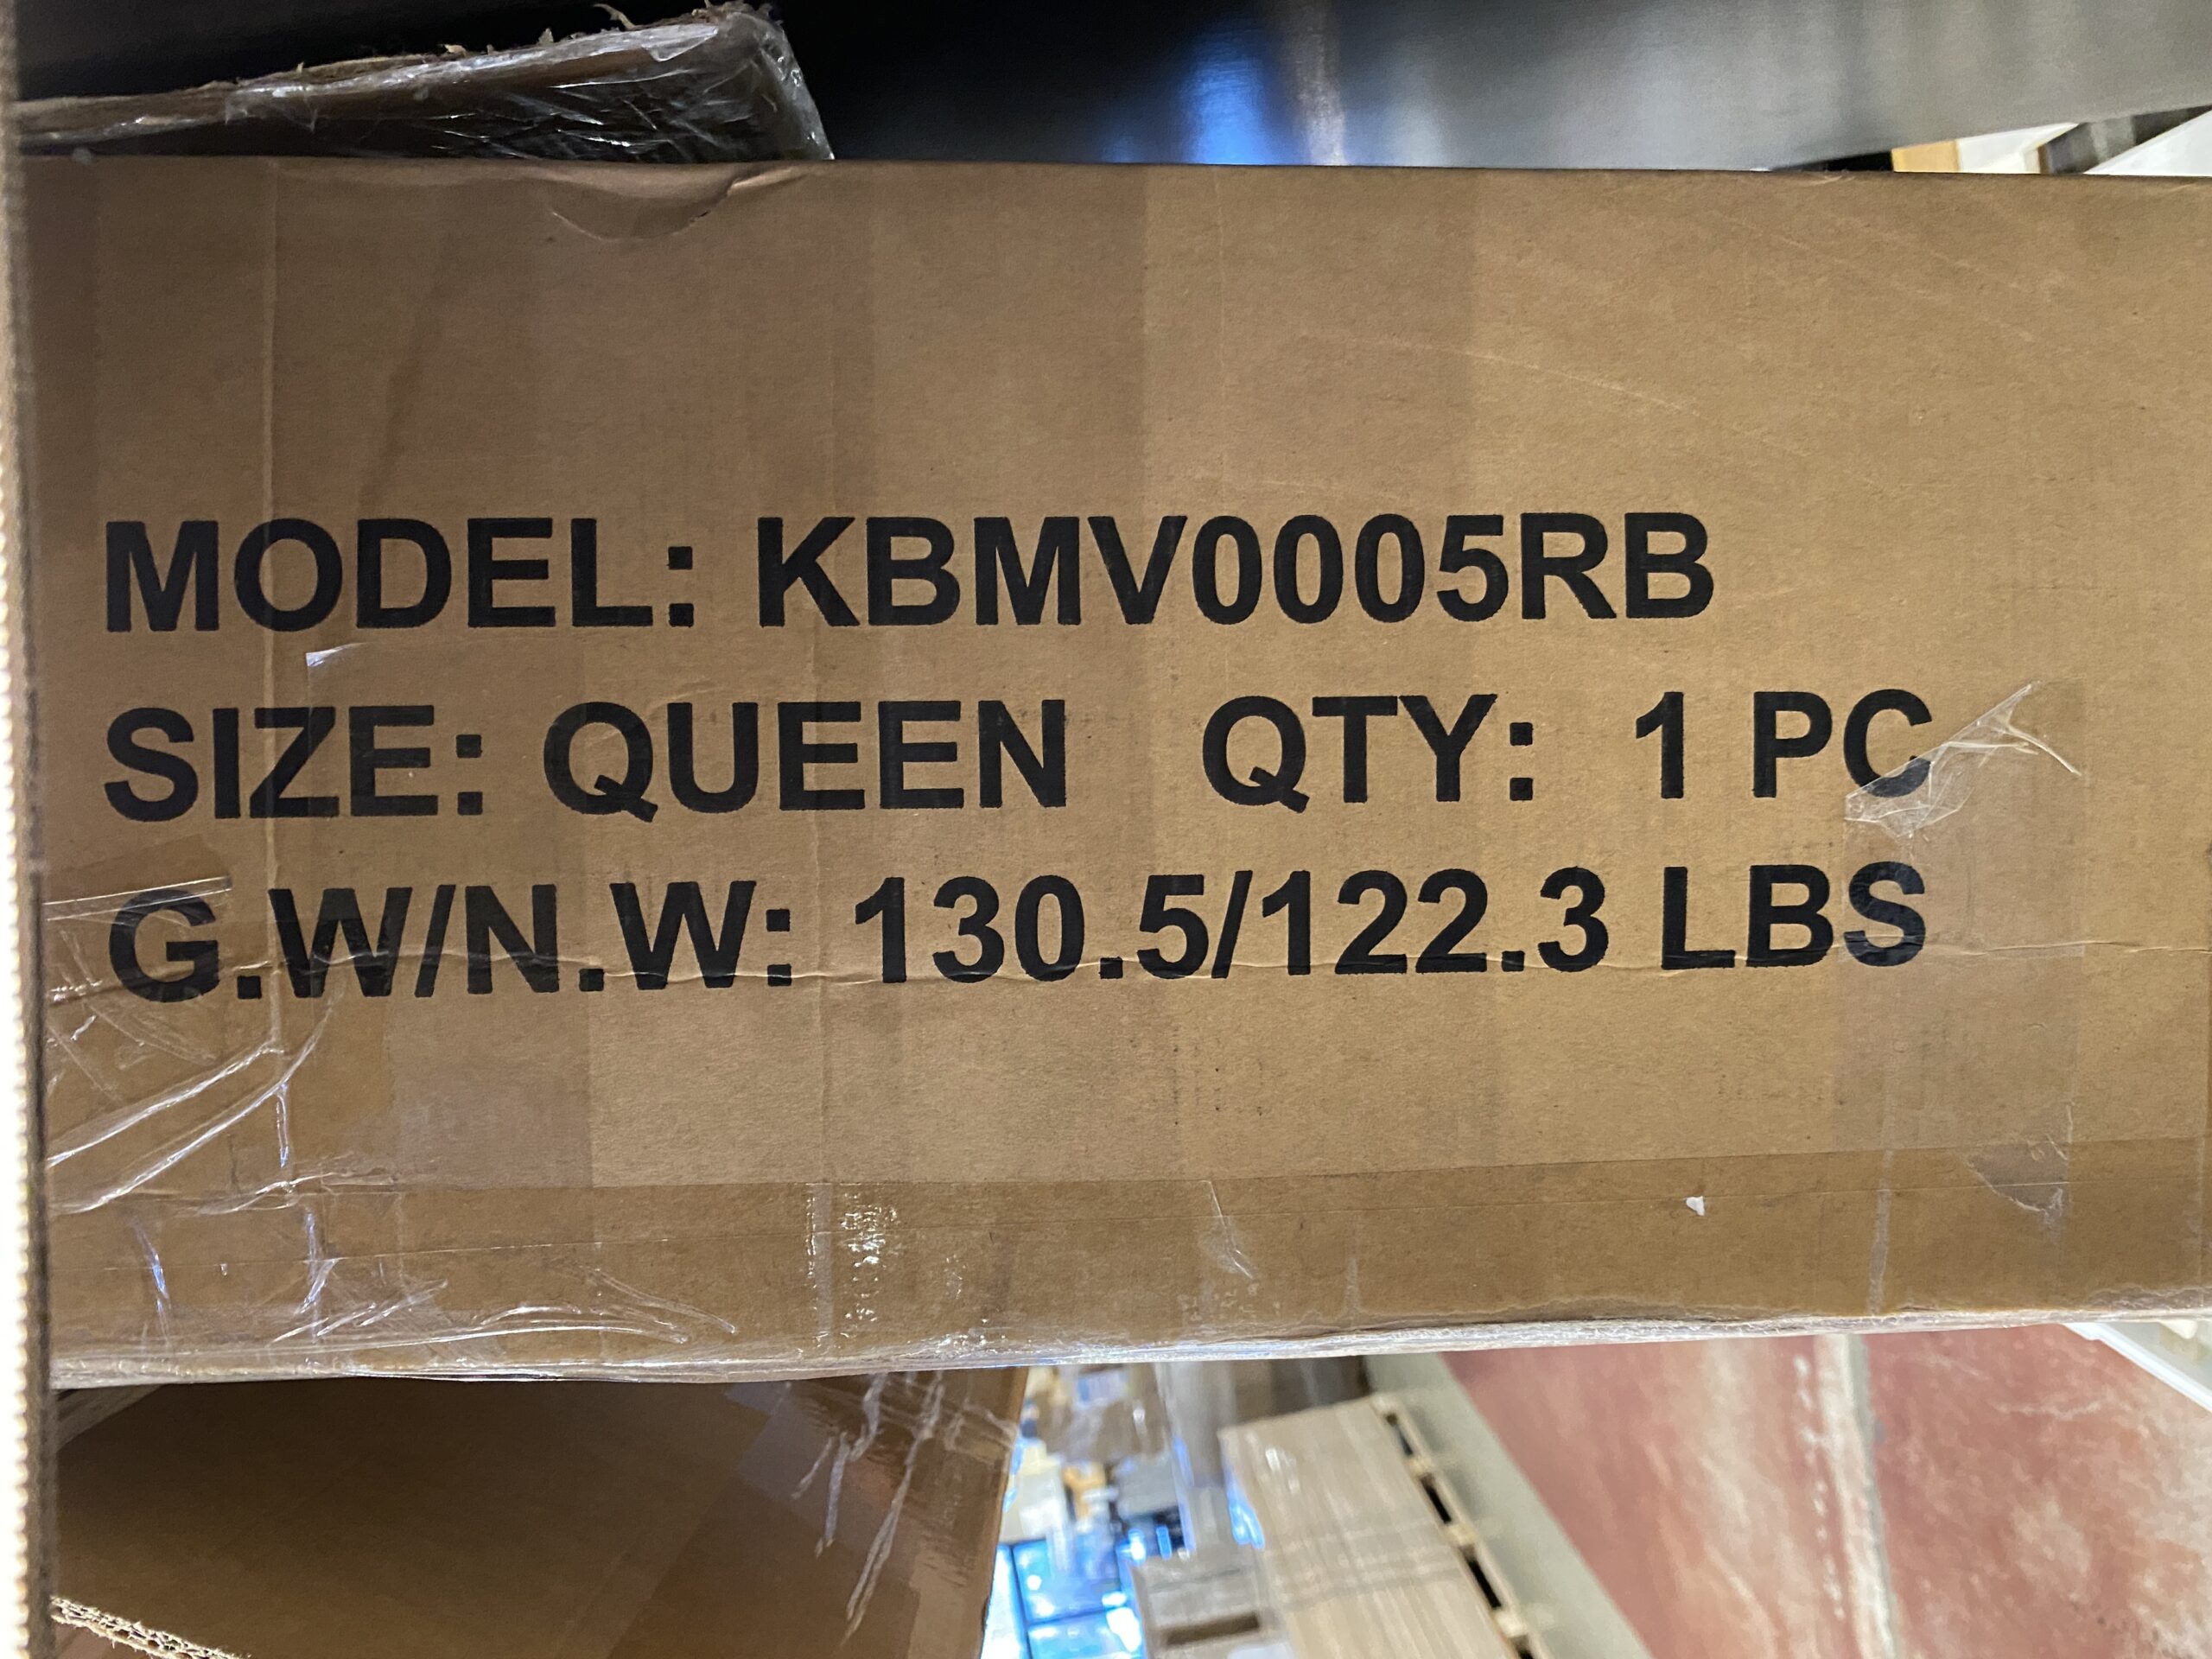 MODEL: KBMV0005RB
SIZE: QUEEN QTY: 1 PC
G.W/N.W: 130.5/122.3 LBS